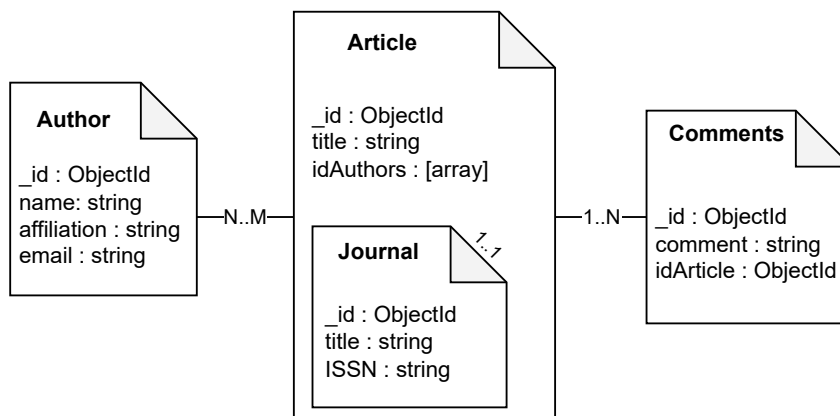 Author
_id : ObjectId
name: string
affiliation : string
email : string
N..M
Article
_id : ObjectId
title : string
idAuthors : [array]
Journal
1..1
_id : ObjectId
title : string
ISSN : string
1..N
Comments
_id : ObjectId
comment : string
idArticle : ObjectId